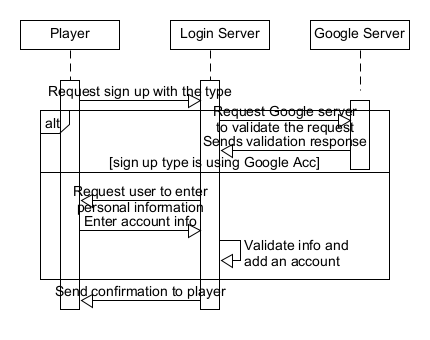 Player
Login Server
Google Server
Request sign up with the type
alt
Request Google server
to validate the request
Sends validation response
[sign up type is using Google Acc]
Request user to enter
personal information
Enter account info
Validate info and
add an account
Send confirmation to player